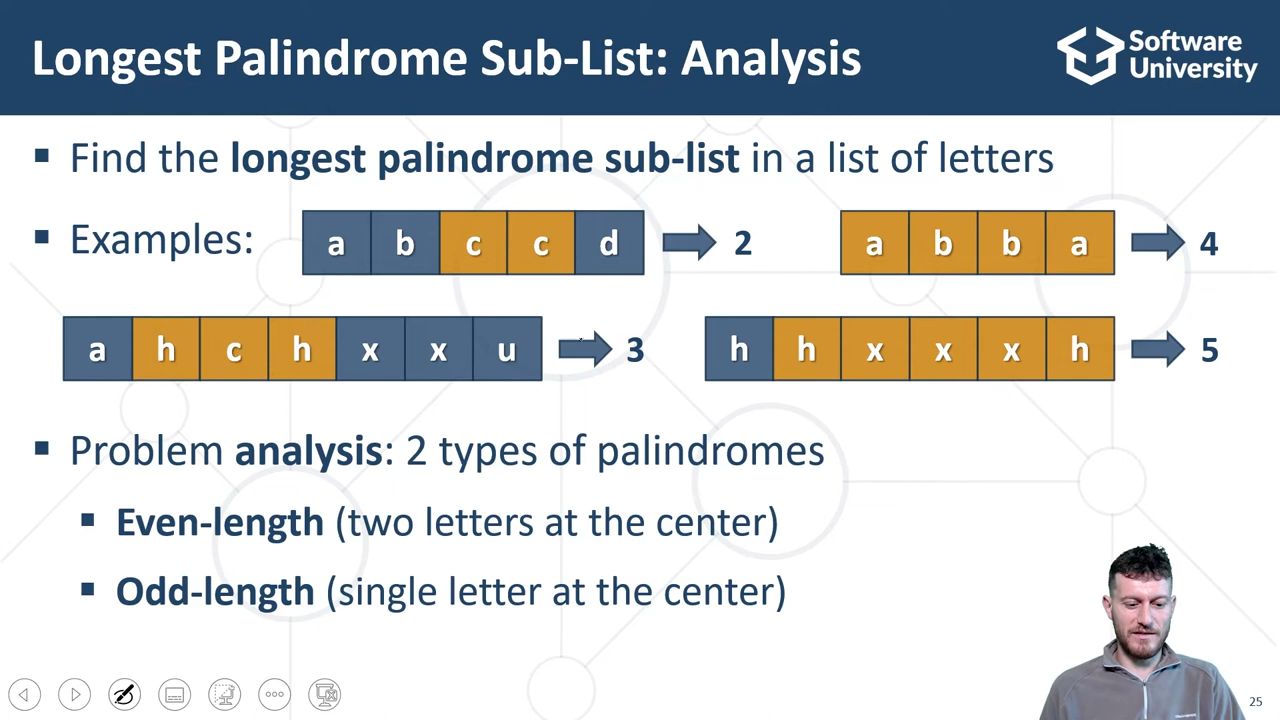 Longest Palindrome Sub-List: Analysis
Software
University
▪ Find the longest palindrome sub-list in a list of letters
▪ Examples:
a b c c d 2
a b b a 4
a h c h x x u 3
h h x x x h 5
▪ Problem analysis: 2 types of palindromes
▪ Even-length (two letters at the center)
▪ Odd-length (single letter at the center)
25